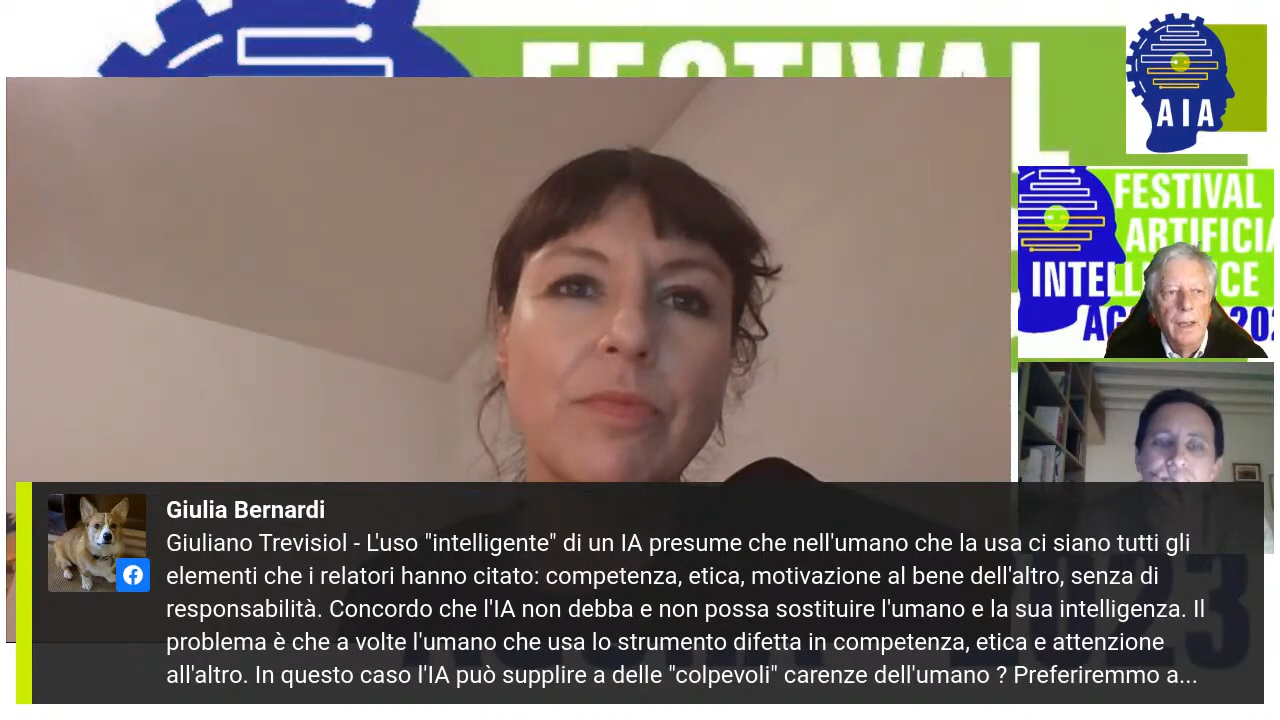 FESTIVAL
AIA
FESTIVAL
ARTIFICIA
INTELL CE
AG 202
Giulia Bernardi
Giuliano Trevisiol - L'uso "intelligente" di un IA presume che nell'umano che la usa ci siano tutti gli
elementi che i relatori hanno citato: competenza, etica, motivazione al bene dell'altro, senza di
responsabilità. Concordo che l'IA non debba e non possa sostituire l'umano e la sua intelligenza. Il
problema è che a volte l'umano che usa lo strumento difetta in competenza, etica e attenzione
all'altro. In questo caso l'IA può supplire a delle "colpevoli" carenze dell'umano ? Preferiremmo a...